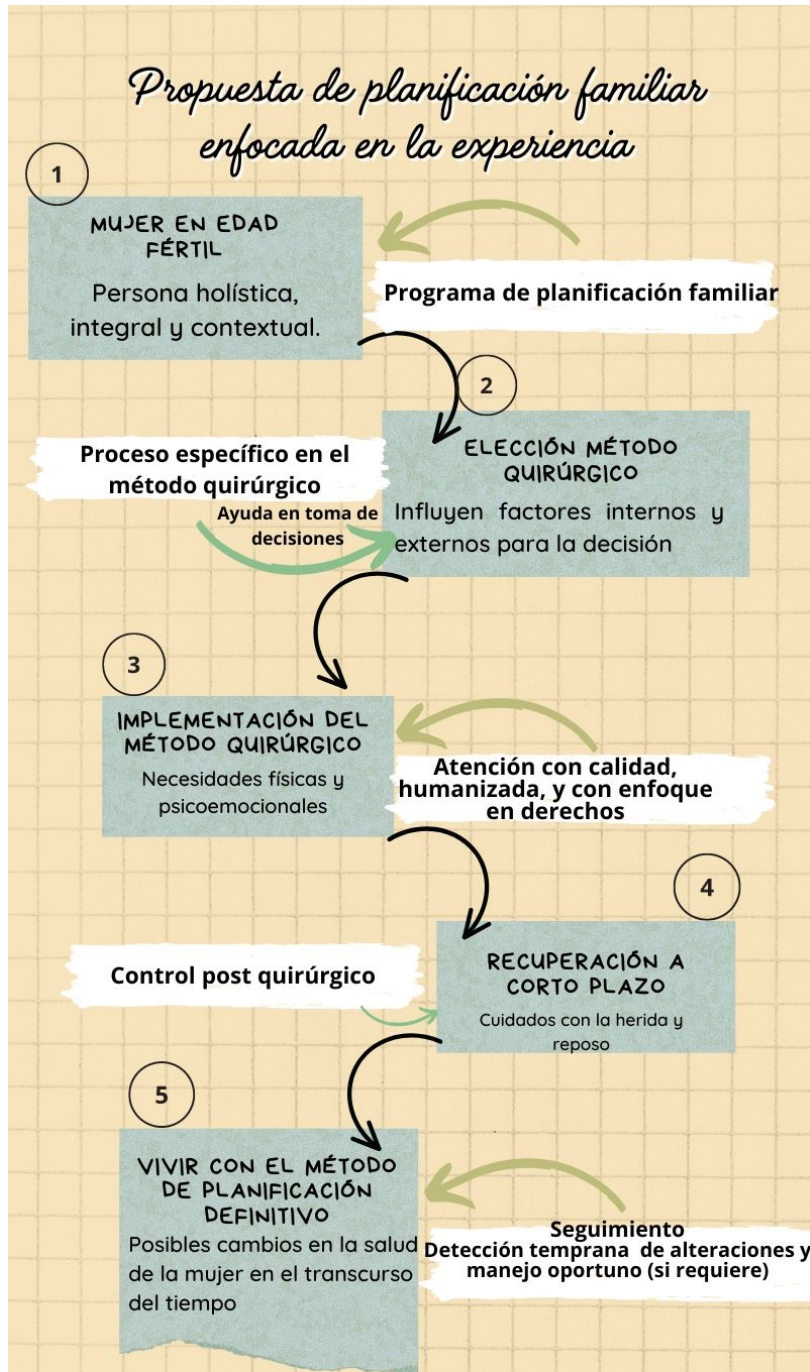 Propuesta de planificación familiar
enfocada en la experiencia
1
MUJER EN EDAD
FÉRTIL
Persona holística,
integral y contextual.
Programa de planificación familiar
2
ELECCIÓN MÉTODO
QUIRÚRGICO
Influyen factores internos y
externos para la decisión
Proceso específico en el
método quirúrgico
Ayuda en toma de
decisiones
3
IMPLEMENTACIÓN DEL
MÉTODO QUIRÚRGICO
Necesidades físicas y
psicoemocionales
Atención con calidad,
humanizada, y con enfoque
en derechos
4
RECUPERACIÓN A
CORTO PLAZO
Cuidados con la herida y
reposo
Control post quirúrgico
5
VIVIR CON EL MÉTODO
DE PLANIFICACIÓN
DEFINITIVO
Posibles cambios en la salud
de la mujer en el transcurso
del tiempo
Seguimiento
Detección temprana de alteraciones y
manejo oportuno (si requiere)